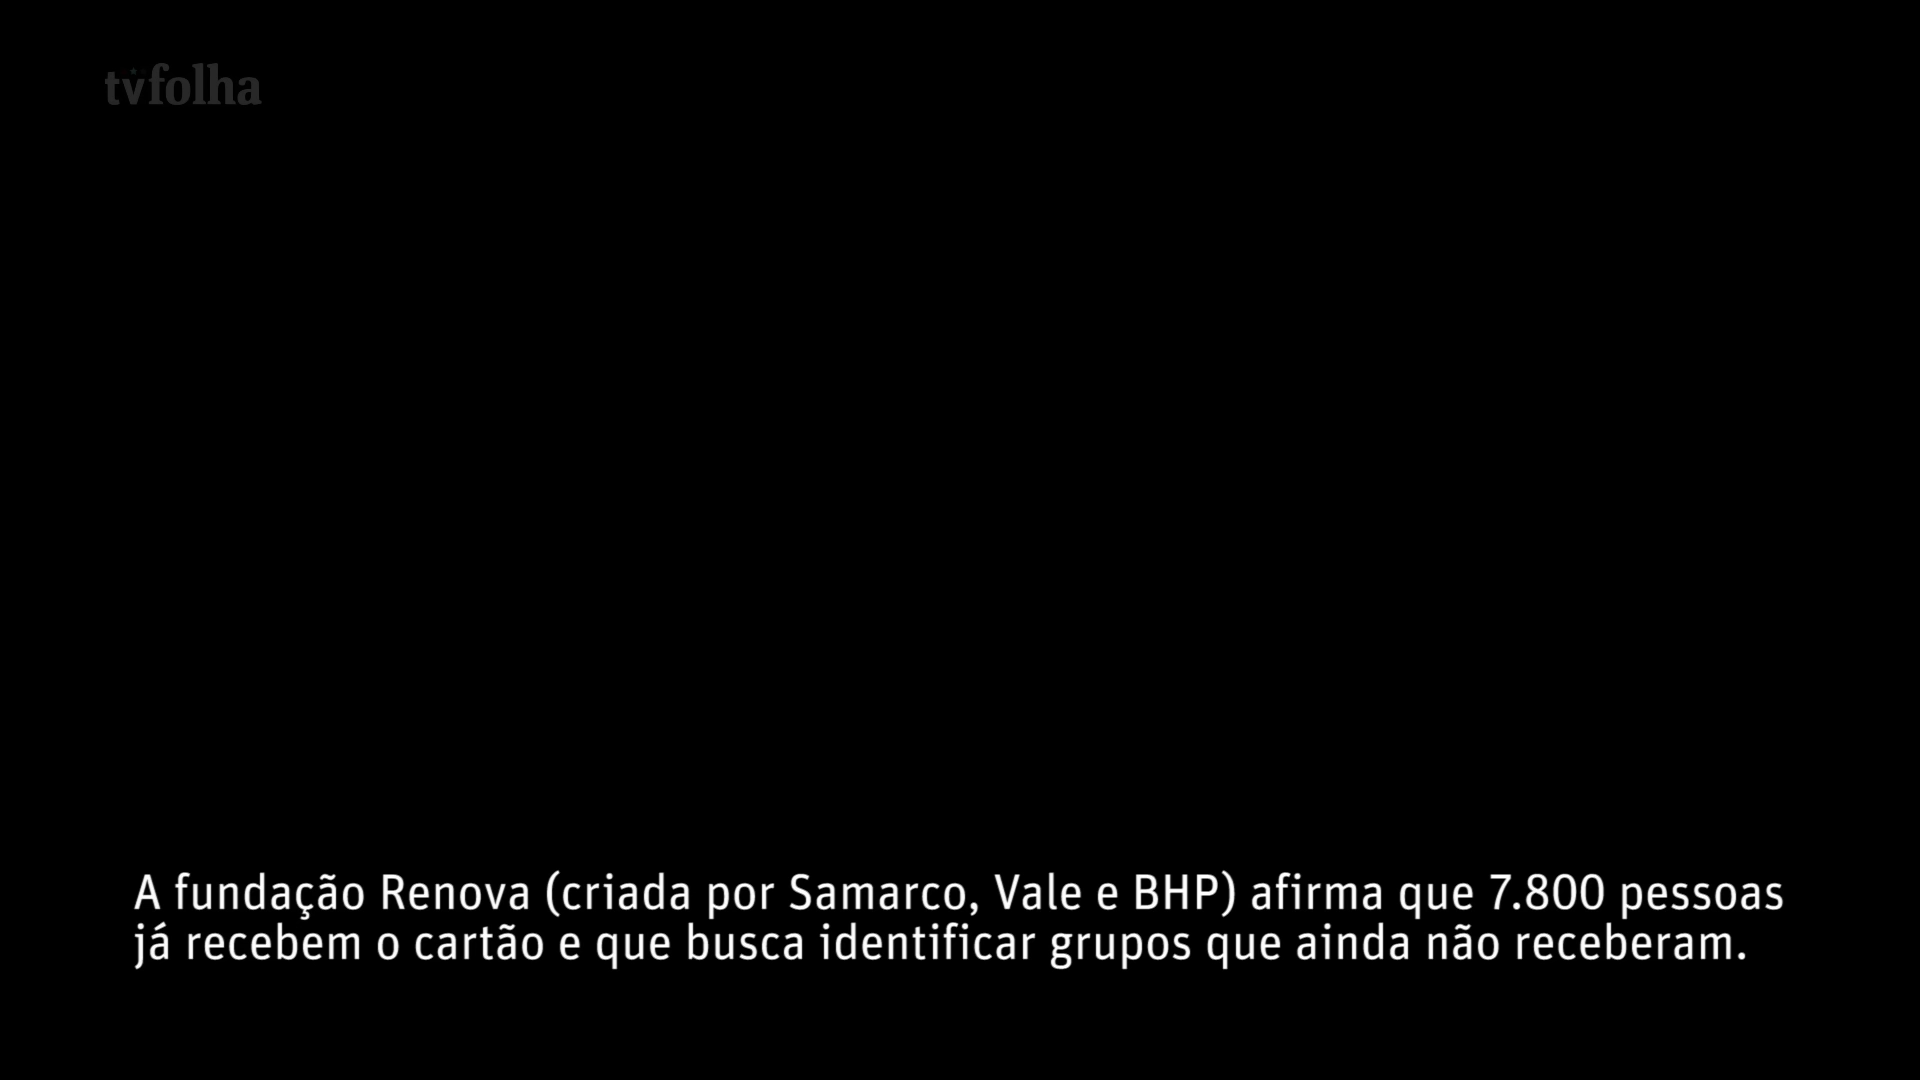 tvfolha
A fundação Renova (criada por Samarco, Vale e BHP) afirma que 7.800 pessoas
já recebem o cartão e que busca identificar grupos que ainda não receberam.